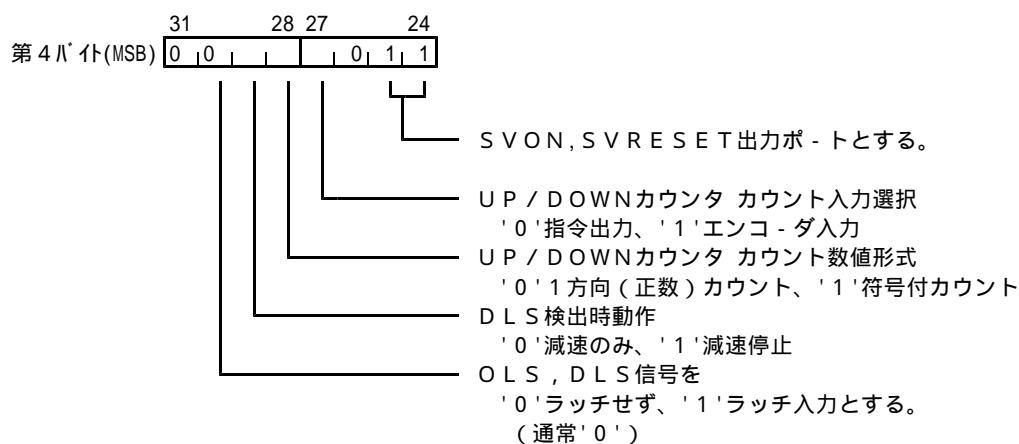 31 28 27 24
第４ﾊﾞｲﾄ(MSB) 0 0 0 1 1
ＳＶＯＮ,ＳＶＲＥＳＥＴ出力ポ－トとする。
ＵＰ／ＤＯＷＮカウンタ カウント入力選択
'０'指令出力、'１'エンコ－ダ入力
ＵＰ／ＤＯＷＮカウンタ カウント数値形式
'０'１方向（正数）カウント、'１'符号付カウント
ＤＬＳ検出時動作
'０'減速のみ、'１'減速停止
ＯＬＳ，ＤＬＳ信号を
'０'ラッチせず、'１'ラッチ入力とする。
（通常'０'）